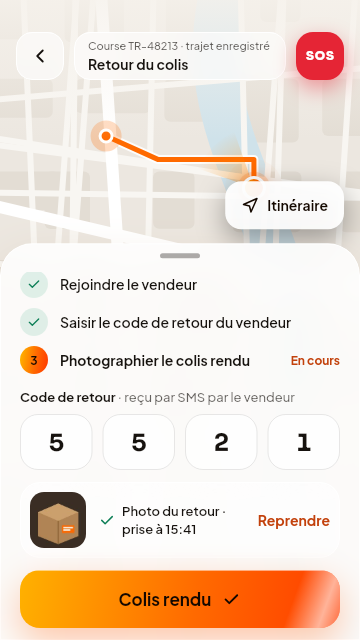 Course TR-48213 · trajet enregistré
Retour du colis
SOS
Itinéraire
Rejoindre le vendeur
Saisir le code de retour du vendeur
3 Photographier le colis rendu En cours
Code de retour · reçu par SMS par le vendeur
5 5 2 1
Photo du retour ·
prise à 15:41
Reprendre
Colis rendu